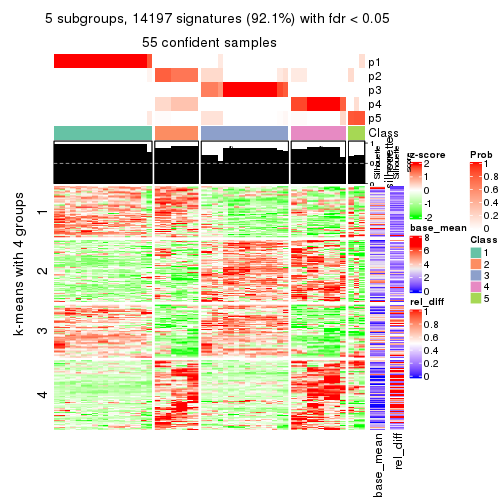 5 subgroups, 14197 signatures (92.1%) with fdr < 0.05
55 confident samples
p1
p2
p3
p4
p5
Class
k-means with 4 groups
1
2
3
4
base_mean
rel_diff
z-score
2
1
0
-1
-2
base_mean
8
6
4
2
0
rel_diff
1
0.8
0.6
0.4
0.2
0
Prob
1
0.8
0.6
0.4
0.2
0
Class
1
2
3
4
5